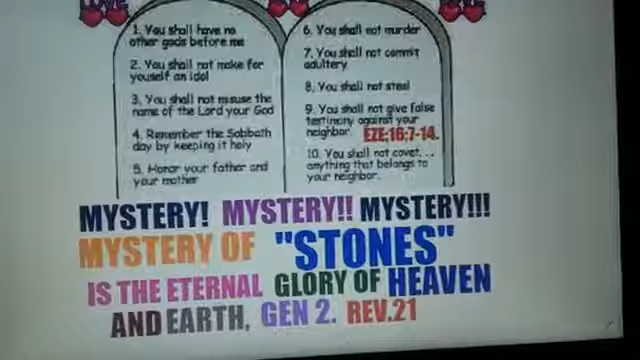 LOVE
LOVE
1. You shall have no
other gods before me
2. You shall not make for
youself an idol
3. You shall not misuse the
name of the Lord your God
4. Remember the Sabbath
day by keeping it holy
5. Honor your father and
your mother
6. You shall not murder
7. You shall not commit
adultery
8. You shall not steal
9. You shall not give false
testimony against your
neighbor. EZE:16;7-14.
10. You shall not covet. . .
anything that belongs to
your neighbor.
MYSTERY! MYSTERY!! MYSTERY!!!
MYSTERY OF "STONES"
IS THE ETERNAL GLORY OF HEAVEN
AND EARTH, GEN 2. REV.21